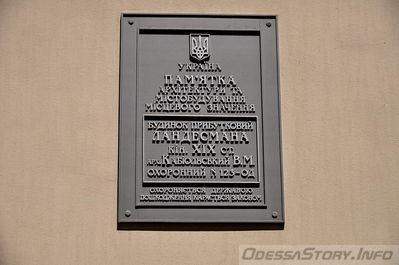 УКРАЇНА
ПАМ'ЯТКА
АРХІТЕКТУРИ ТА
МІСТОБУДУВАННЯ
МІСЦЕВОГО ЗНАЧЕННЯ
БУДИНОК ПРИБУТКОВИЙ
ЛАНДЕСМАНА
КІН. XIX СТ.
АРХ. КАБІОЛЬСЬКИЙ В.М.
ОХОРОННИЙ N 123-ОД
ОХОРОНЯЄТЬСЯ ДЕРЖАВОЮ
ПОШКОДЖЕННЯ КАРАЄТЬСЯ ЗАКОНОМ
OdessaStory.Info